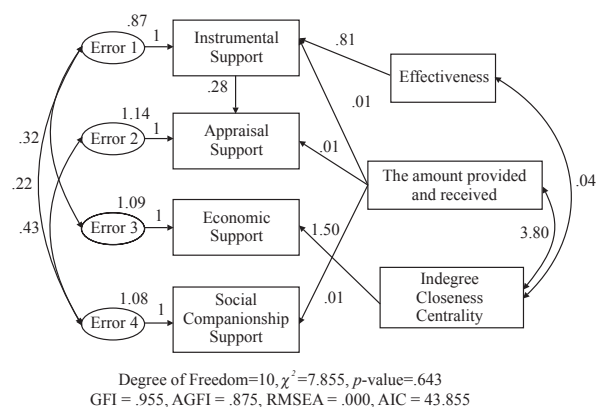 .87
Error 1
1
Instrumental
Support
.81
Effectiveness
.28
.01
1.14
Error 2
1
Appraisal
Support
.01
The amount provided
and received
.04
.32
.22
.43
1.09
Error 3
1
Economic
Support
1.50
3.80
Indegree
Closeness
Centrality
1.08
Error 4
1
Social
Companionship
Support
.01
Degree of Freedom=10, χ²=7.855, p-value=.643
GFI = .955, AGFI = .875, RMSEA = .000, AIC = 43.855